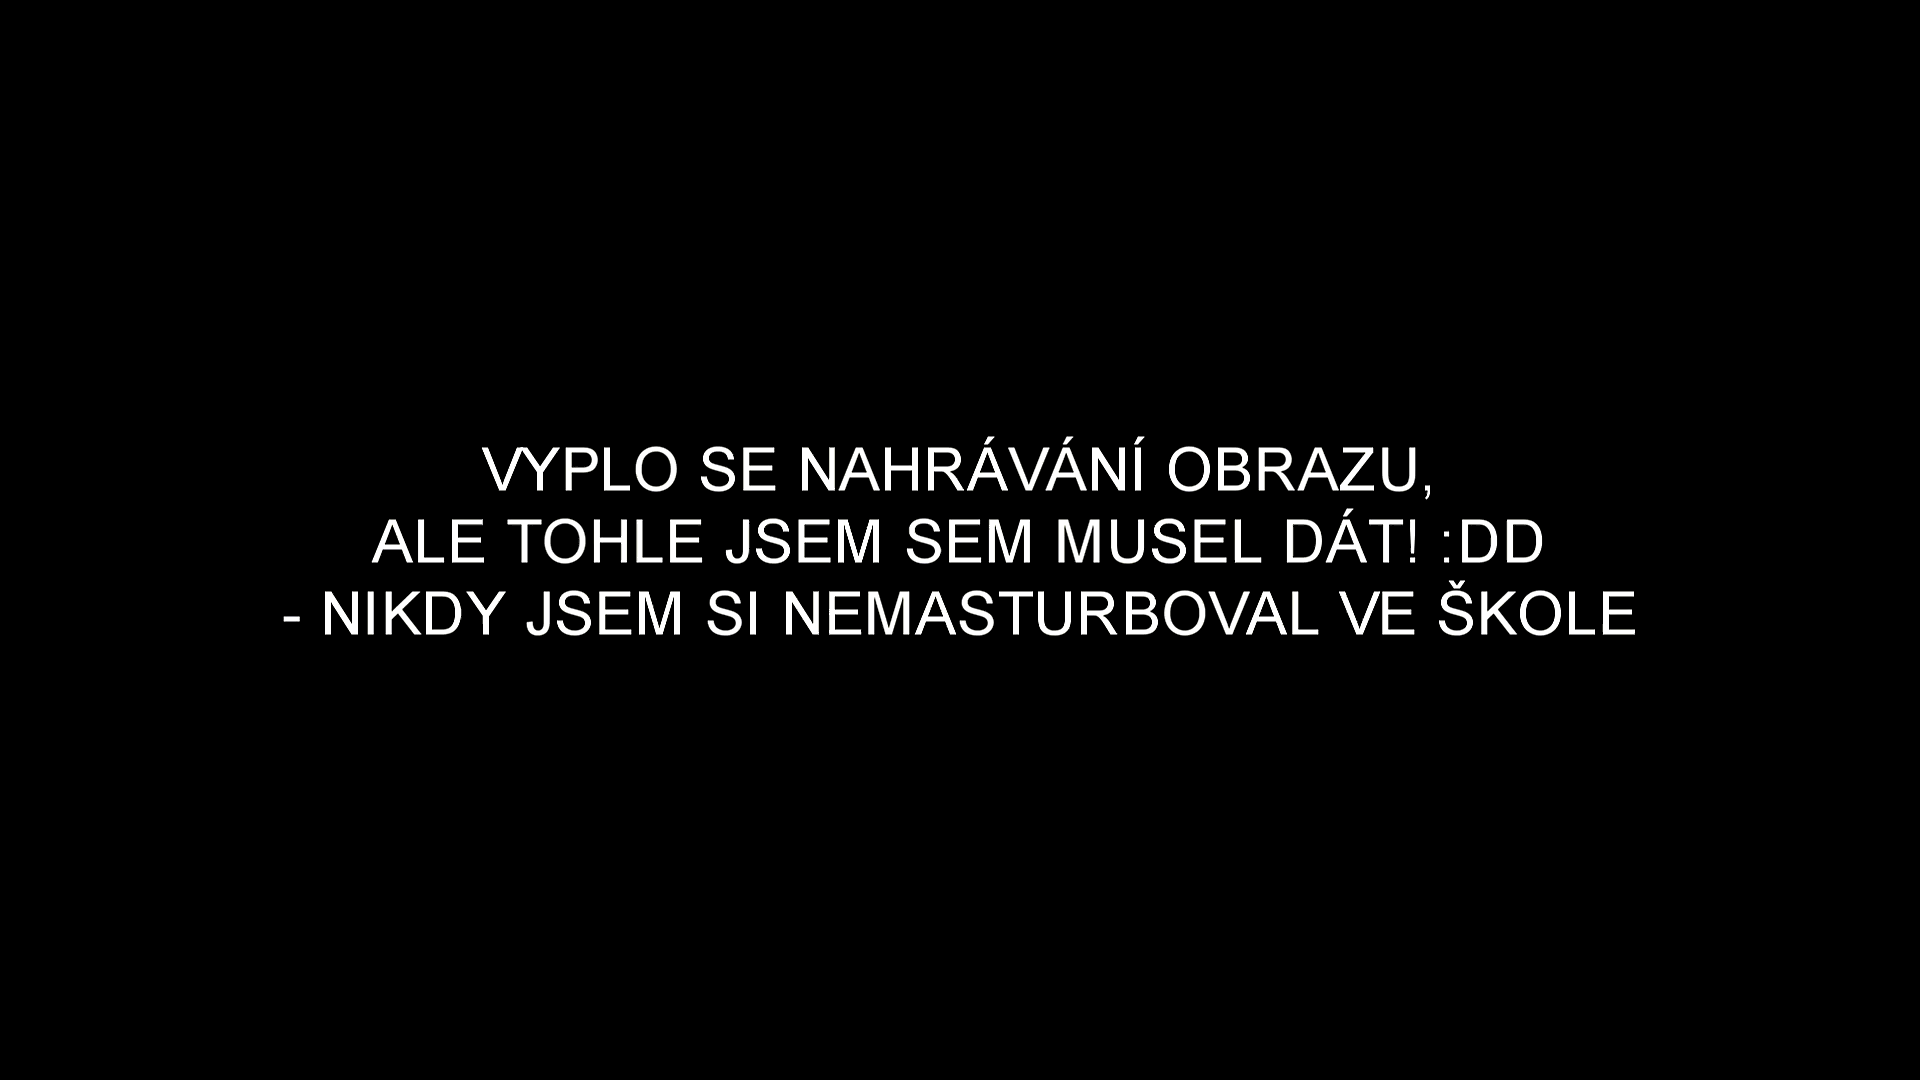 VYPLO SE NAHRÁVÁNÍ OBRAZU,
ALE TOHLE JSEM SEM MUSEL DÁT! :DD
- NIKDY JSEM SI NEMASTURBOVAL VE ŠKOLE